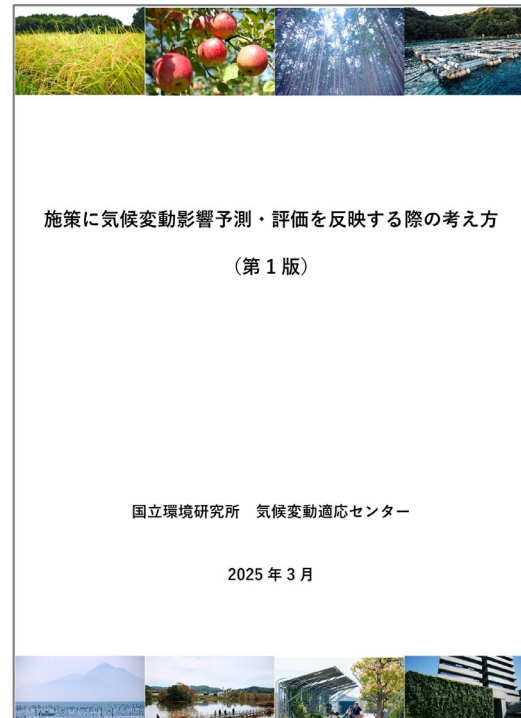 施策に気候変動影響予測・評価を反映する際の考え方
（第１版）
国立環境研究所　気候変動適応センター
2025 年 3 月